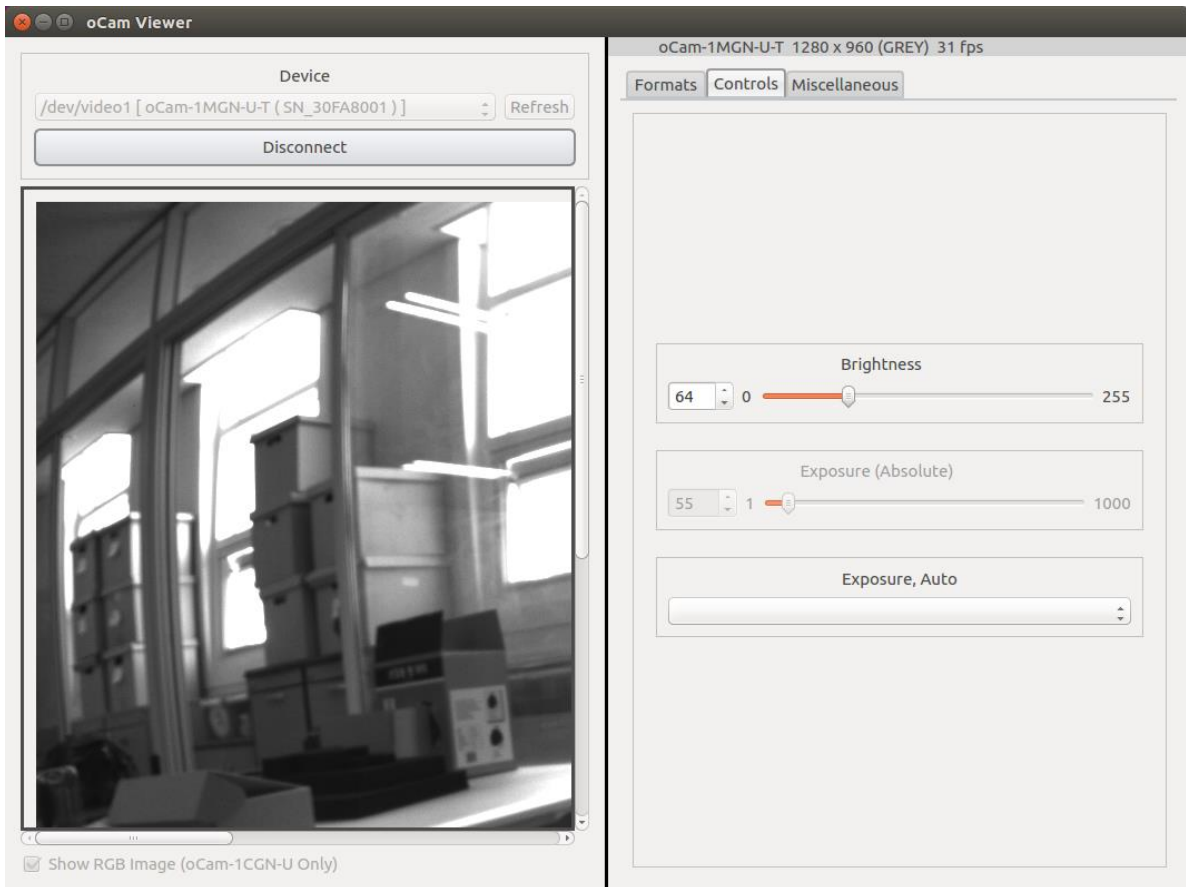 oCam Viewer
Device
/dev/video1 [ oCam-1MGN-U-T ( SN_30FA8001 ) ]
Refresh
Disconnect
Show RGB Image (oCam-1CGN-U Only)
oCam-1MGN-U-T 1280 x 960 (GREY) 31 fps
Formats Controls Miscellaneous
Brightness
64 0 255
Exposure (Absolute)
55 1 1000
Exposure, Auto